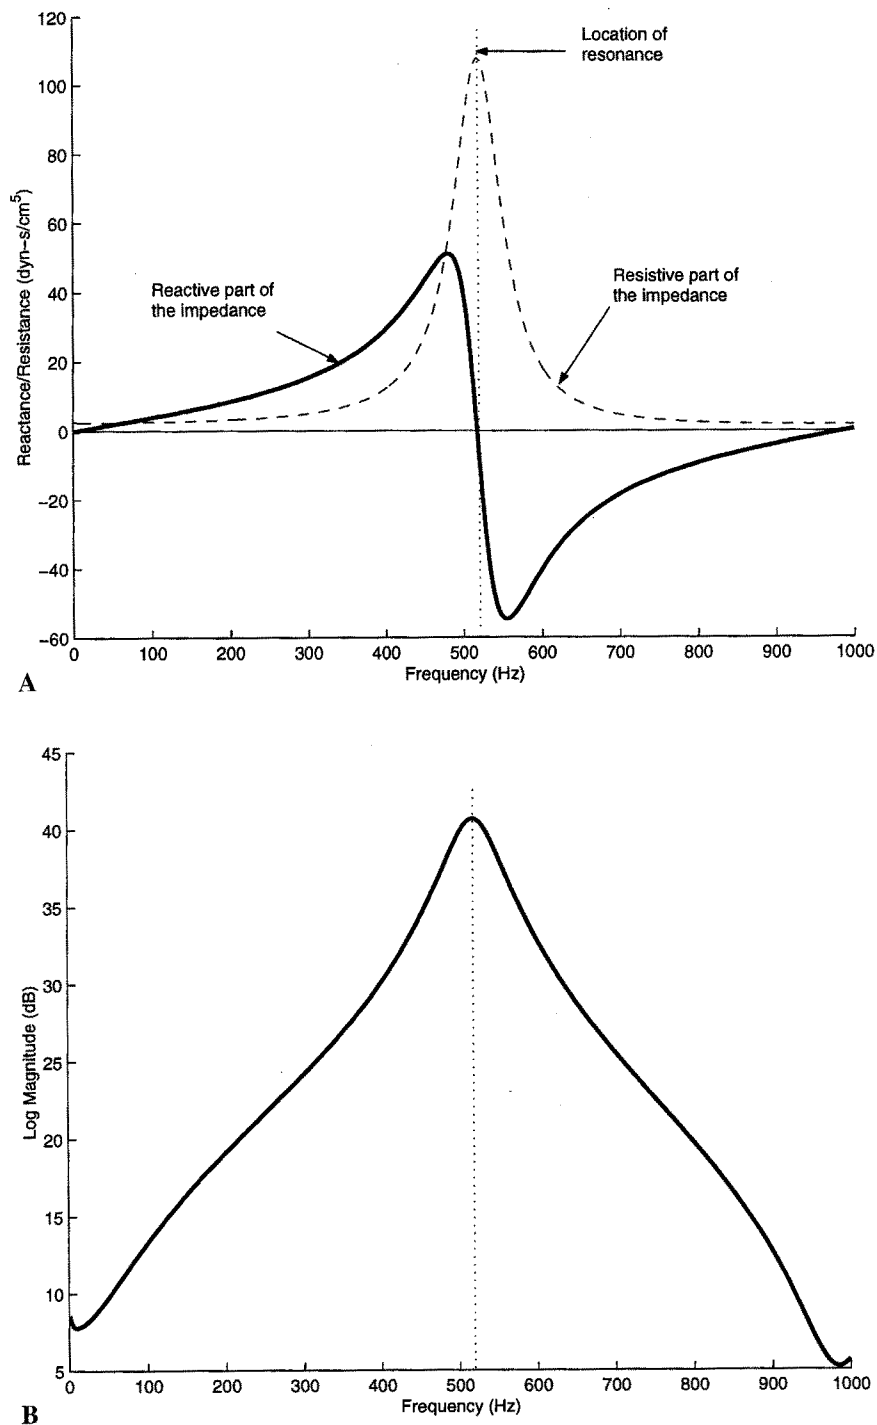 120
100
80
60
40
20
0
−20
−40
−60
Reactance/Resistance (dyn−s/cm⁵)
Location of
resonance
Reactive part of
the impedance
Resistive part of
the impedance
0 100 200 300 400 500 600 700 800 900 1000
Frequency (Hz)
A
45
40
35
30
25
20
15
10
5
Log Magnitude (dB)
0 100 200 300 400 500 600 700 800 900 1000
Frequency (Hz)
B